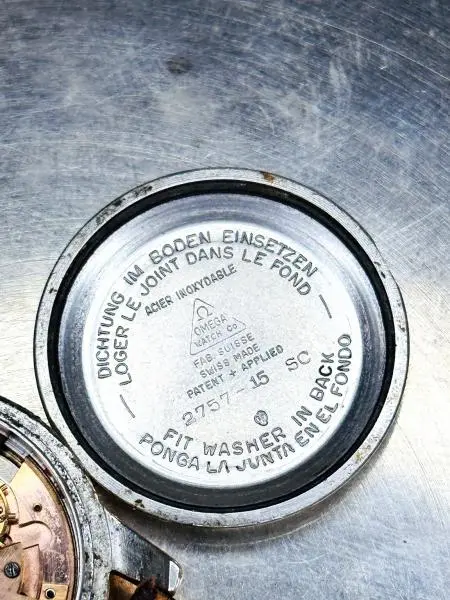 DICHTUNG IM BODEN EINSETZEN
LOGER LE JOINT DANS LE FOND
ACIER INOXYDABLE
Ω
OMEGA
WATCH Co
FAB. SUISSE
SWISS MADE
PATENT + APPLIED
2757-15 SC
FIT WASHER IN BACK
PONGA LA JUNTA EN EL FONDO